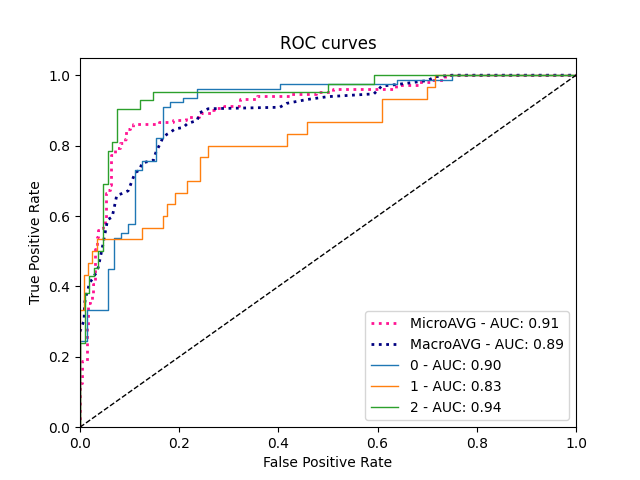 ROC curves
1.0
0.8
0.6
0.4
0.2
0.0
True Positive Rate
MicroAVG - AUC: 0.91
MacroAVG - AUC: 0.89
0 - AUC: 0.90
1 - AUC: 0.83
2 - AUC: 0.94
0.0 0.2 0.4 0.6 0.8 1.0
False Positive Rate